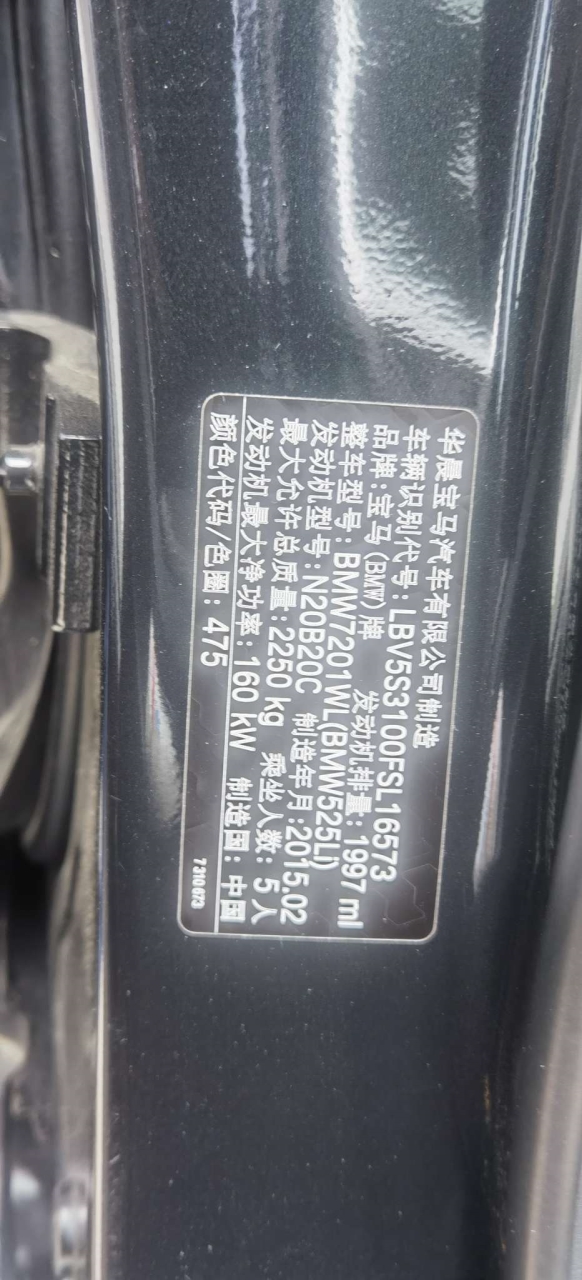 华晨宝马汽车有限公司制造
车辆识别代号: LBV5S3100FSL16573
品牌: 宝马(BMW)牌 发动机排量: 1997 ml
整车型号: BMW7201WL(BMW525Li)
发动机型号: N20B20C 制造年月: 2015.02
最大允许总质量: 2250 kg 乘坐人数: 5 人
发动机最大净功率: 160 kW 制造国: 中国
颜色代码/色圈: 475
7 310 673